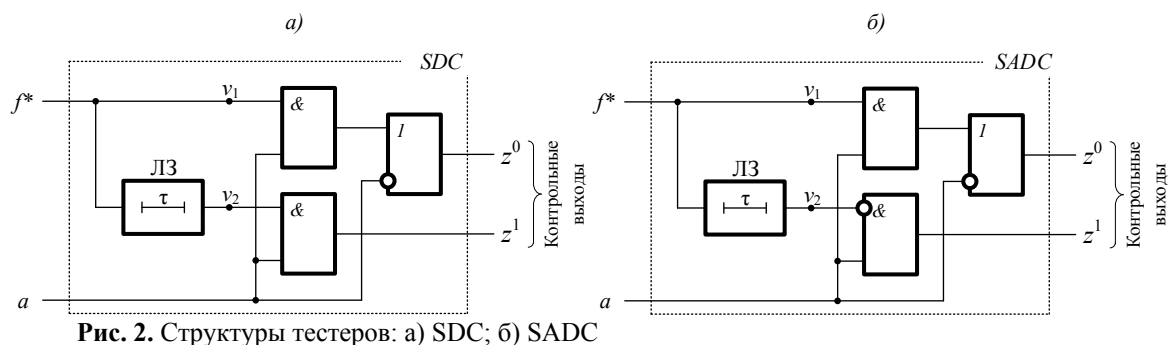 а)
б)
SDC
SADC
f*
v₁
&
1
z⁰
ЛЗ
τ
v₂
&
z¹
Контрольные
выходы
a
f*
v₁
&
1
z⁰
ЛЗ
τ
v₂
&
z¹
Контрольные
выходы
a
Рис. 2. Структуры тестеров: а) SDC; б) SADC